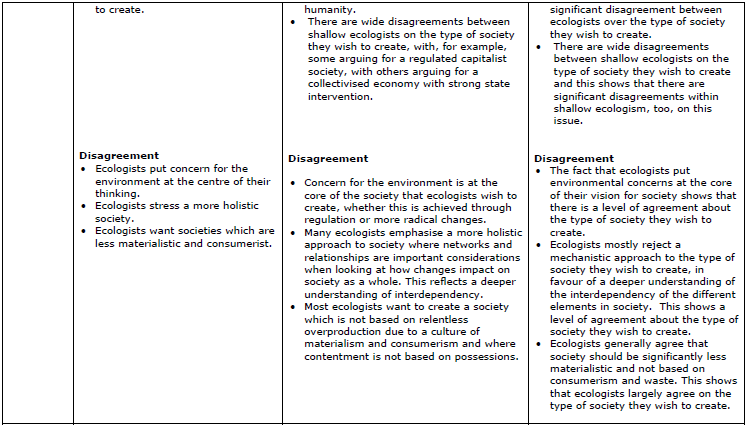 to create.
Disagreement
• Ecologists put concern for the
environment at the centre of their
thinking.
• Ecologists stress a more holistic
society.
• Ecologists want societies which are
less materialistic and consumerist.
humanity.
• There are wide disagreements between
shallow ecologists on the type of society
they wish to create, with, for example,
some arguing for a regulated capitalist
society, with others arguing for a
collectivised economy with strong state
intervention.
Disagreement
• Concern for the environment is at the
core of the society that ecologists wish to
create, whether this is achieved through
regulation or more radical changes.
• Many ecologists emphasise a more holistic
approach to society where networks and
relationships are important considerations
when looking at how changes impact on
society as a whole. This reflects a deeper
understanding of interdependency.
• Most ecologists want to create a society
which is not based on relentless
overproduction due to a culture of
materialism and consumerism and where
contentment is not based on possessions.
significant disagreement between
ecologists over the type of society
they wish to create.
• There are wide disagreements
between shallow ecologists on the
type of society they wish to create
and this shows that there are
significant disagreements within
shallow ecologism, too, on this
issue.
Disagreement
• The fact that ecologists put
environmental concerns at the core
of their vision for society shows that
there is a level of agreement about
the type of society they wish to
create.
• Ecologists mostly reject a
mechanistic approach to the type of
society they wish to create, in
favour of a deeper understanding of
the interdependency of the different
elements in society. This shows a
level of agreement about the type of
society they wish to create.
• Ecologists generally agree that
society should be significantly less
materialistic and not based on
consumerism and waste. This shows
that ecologists largely agree on the
type of society they wish to create.